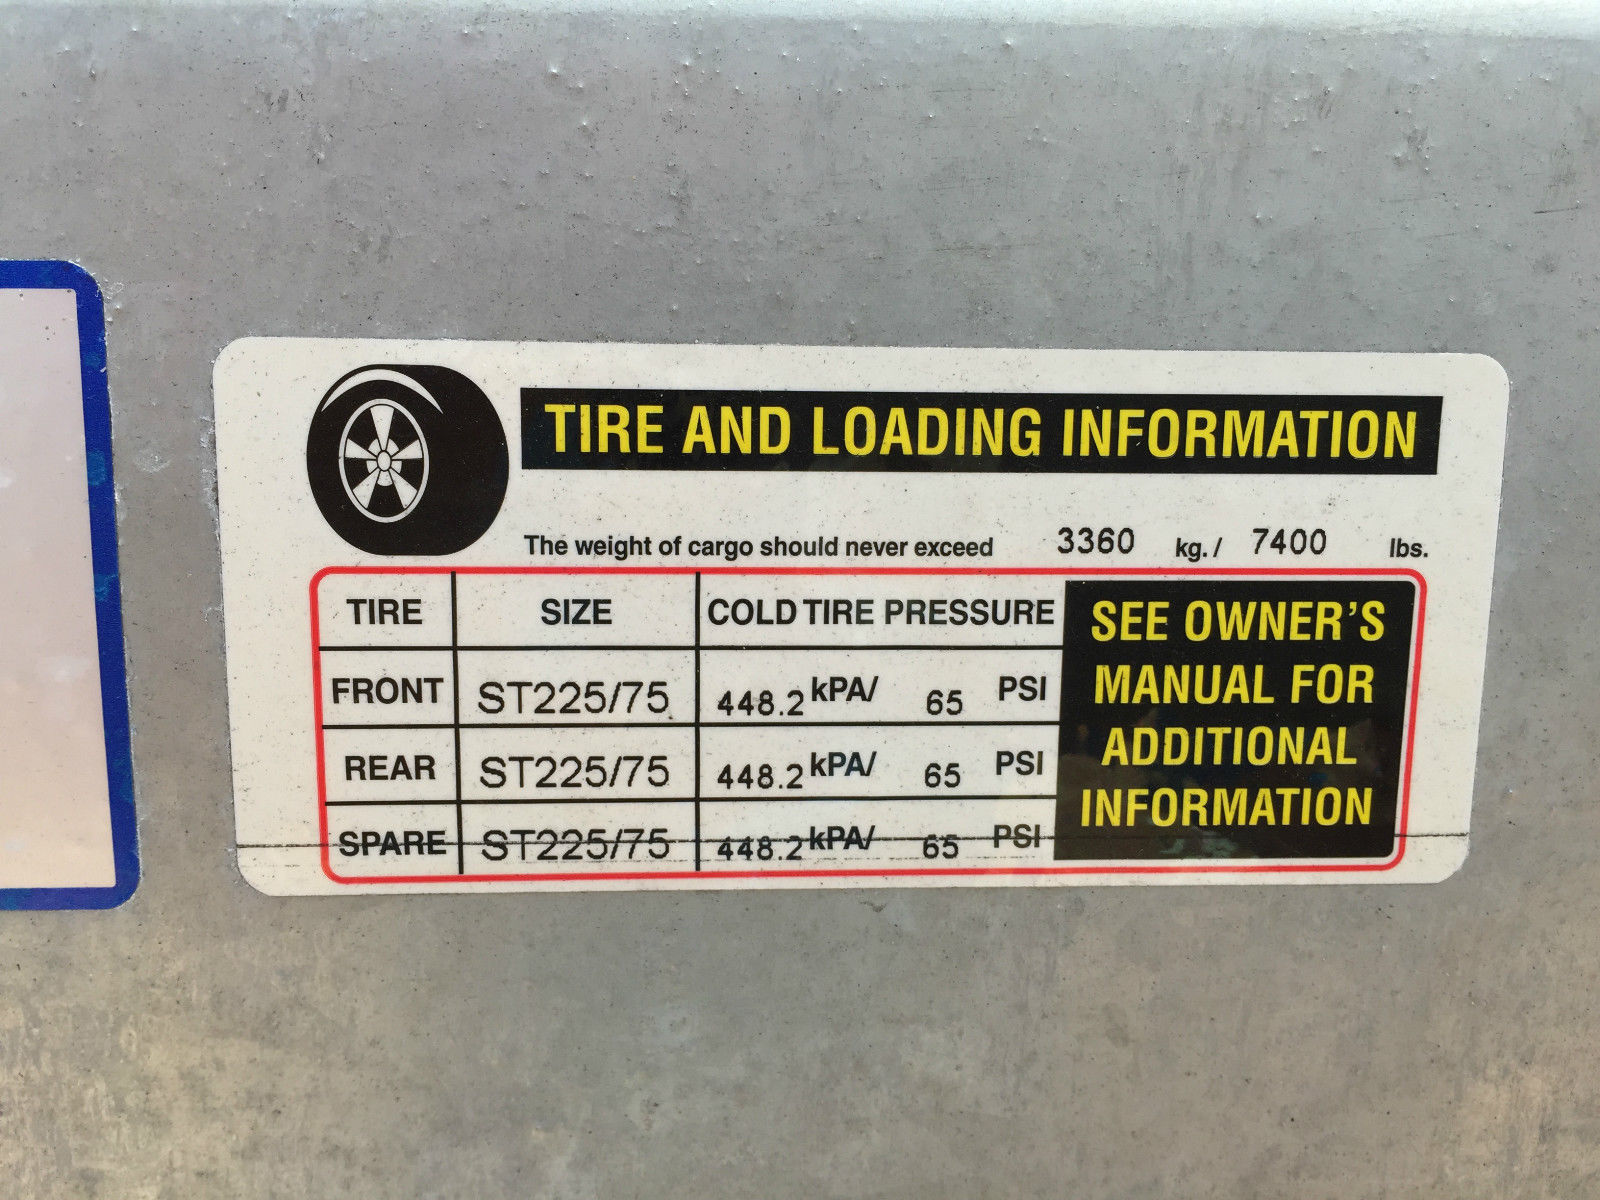 TIRE AND LOADING INFORMATION
The weight of cargo should never exceed 3360 kg. / 7400 lbs.
TIRE SIZE COLD TIRE PRESSURE
FRONT ST225/75 448.2 kPA/ 65 PSI
REAR ST225/75 448.2 kPA/ 65 PSI
SPARE ST225/75 448.2 kPA/ 65 PSI
SEE OWNER'S
MANUAL FOR
ADDITIONAL
INFORMATION